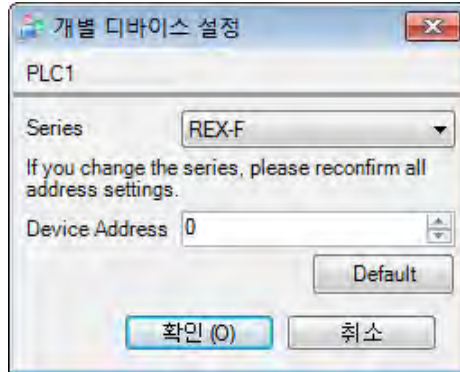 개별 디바이스 설정
PLC1
Series REX-F
If you change the series, please reconfirm all
address settings.
Device Address 0
Default
확인 (O) 취소